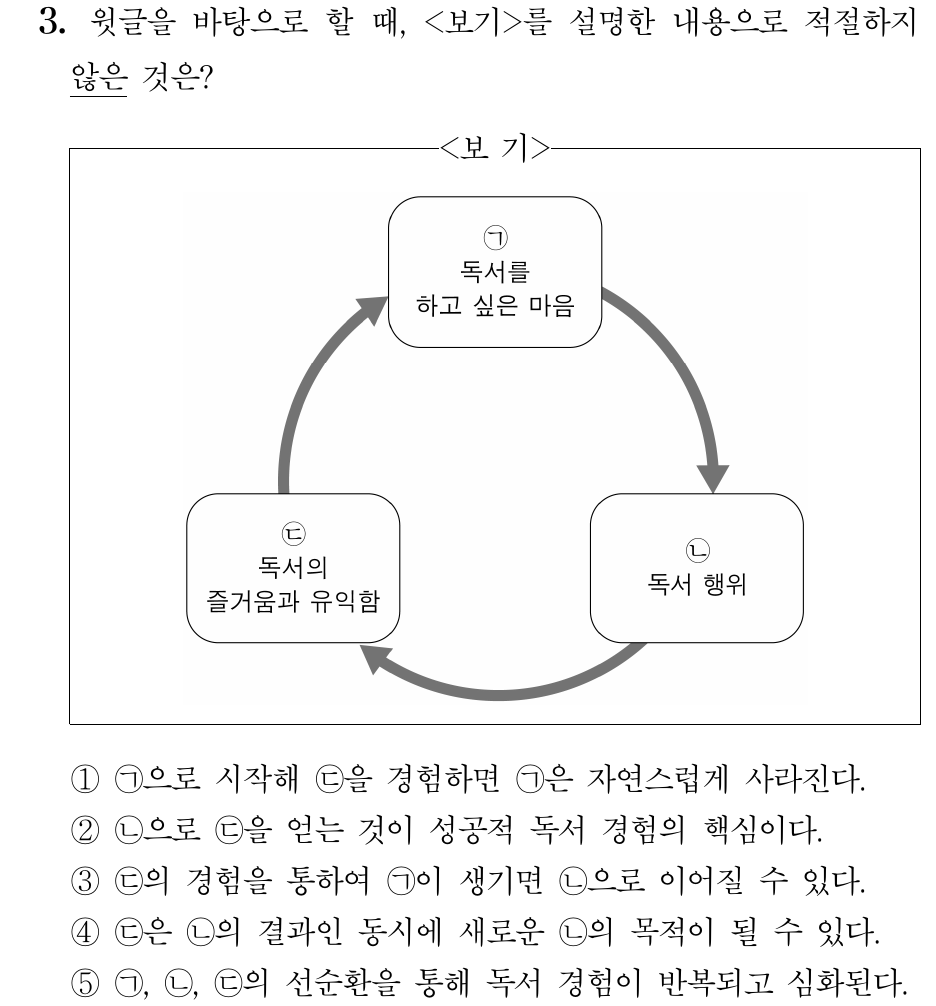 3. 윗글을 바탕으로 할 때, <보기>를 설명한 내용으로 적절하지
않은 것은?
<보 기>
㉠
독서를
하고 싶은 마음
㉢
독서의
즐거움과 유익함
㉡
독서 행위
① ㉠으로 시작해 ㉢을 경험하면 ㉠은 자연스럽게 사라진다.
② ㉡으로 ㉢을 얻는 것이 성공적 독서 경험의 핵심이다.
③ ㉢의 경험을 통하여 ㉠이 생기면 ㉡으로 이어질 수 있다.
④ ㉢은 ㉡의 결과인 동시에 새로운 ㉡의 목적이 될 수 있다.
⑤ ㉠, ㉡, ㉢의 선순환을 통해 독서 경험이 반복되고 심화된다.